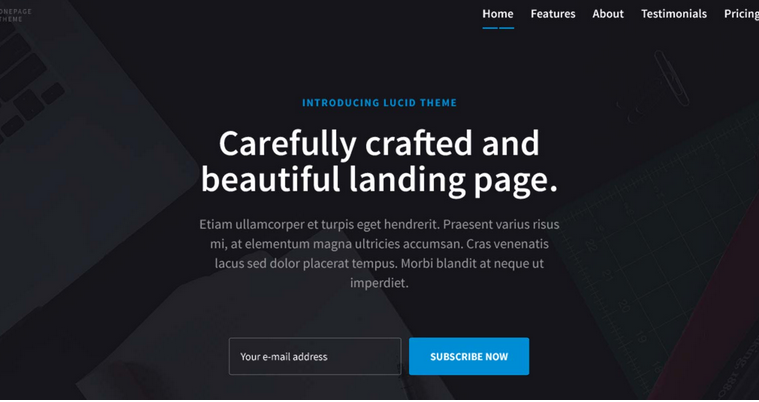 ONEPAGE
THEME
Home Features About Testimonials Pricing
INTRODUCING LUCID THEME
Carefully crafted and
beautiful landing page.
Etiam ullamcorper et turpis eget hendrerit. Praesent varius risus
mi, at elementum magna ultricies accumsan. Cras venenatis
lacus sed dolor placerat tempus. Morbi blandit at neque ut
imperdiet.
Your e-mail address
SUBSCRIBE NOW